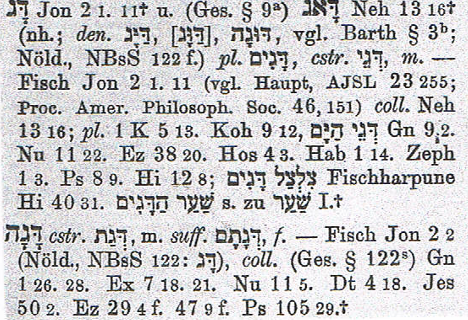 דָּג Jon 2 1. 11† u. (Ges. § 9ᵃ) דָּאג Neh 13 16†
(nh.; den. דּוּגָה, [דַּוָּג], דַּיָּג, vgl. Barth § 3ᵇ;
Nöld., NBsS 122 f.) pl. דָּגִים, cstr. דְּגֵי, m. —
Fisch Jon 2 1. 11 (vgl. Haupt, AJSL 23 255;
Proc. Amer. Philosoph. Soc. 46, 151) coll. Neh
13 16; pl. 1 K 5 13. Koh 9 12, דְּגֵי הַיָּם Gn 9 2.
Nu 11 22. Ez 38 20. Hos 4 3. Hab 1 14. Zeph
1 3. Ps 8 9. Hi 12 8; צִלְצַל דָּגִים Fischharpune
Hi 40 31. שַׁעַר הַדָּגִים s. zu שַׁעַר I.†
דָּגָה cstr. דְּגַת, m. suff. דְּגָתָם, f. — Fisch Jon 2 2
(Nöld., NBsS 122: דָּג), coll. (Ges. § 122ˢ) Gn
1 26. 28. Ex 7 18. 21. Nu 11 5. Dt 4 18. Jes
50 2. Ez 29 4 f. 47 9 f. Ps 105 29.†